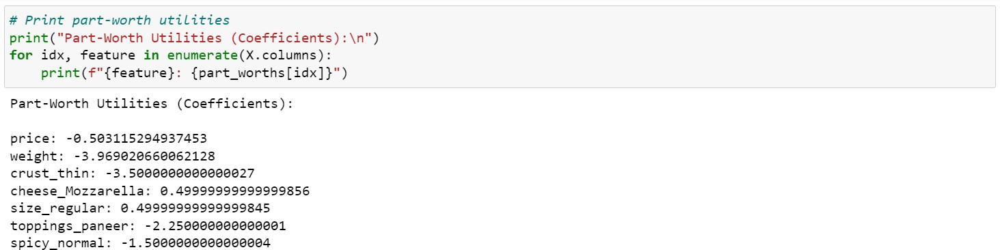 # Print part-worth utilities
print("Part-Worth Utilities (Coefficients):\n")
for idx, feature in enumerate(X.columns):
    print(f"{feature}: {part_worths[idx]}")
Part-Worth Utilities (Coefficients):
price: -0.503115294937453
weight: -3.969020660062128
crust_thin: -3.5000000000000027
cheese_Mozzarella: 0.49999999999999856
size_regular: 0.49999999999999845
toppings_paneer: -2.250000000000001
spicy_normal: -1.5000000000000004